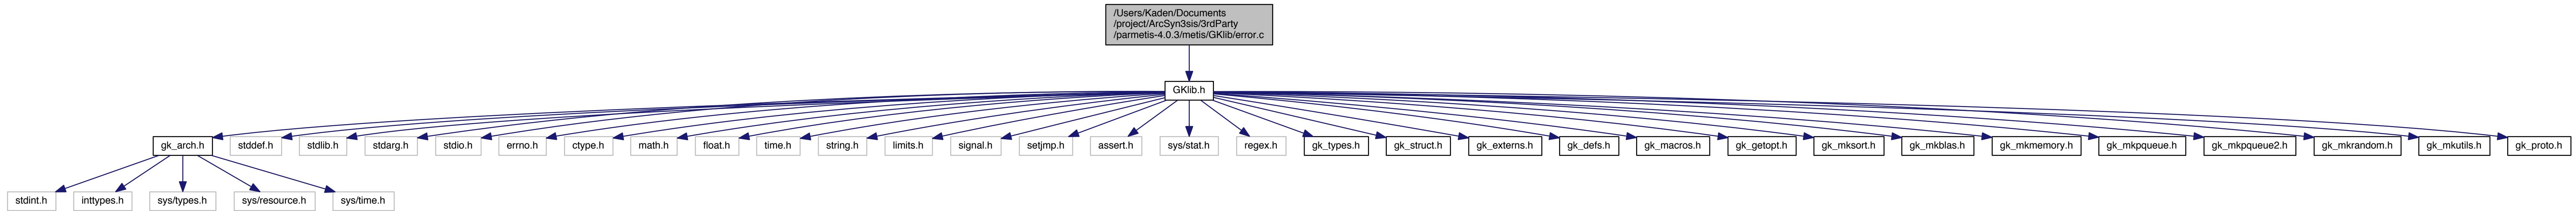 /Users/Kaden/Documents
/project/ArcSyn3sis/3rdParty
/parmetis-4.0.3/metis/GKlib/error.c
GKlib.h
gk_arch.h
stddef.h
stdlib.h
stdarg.h
stdio.h
errno.h
ctype.h
math.h
float.h
time.h
string.h
limits.h
signal.h
setjmp.h
assert.h
sys/stat.h
regex.h
gk_types.h
gk_struct.h
gk_externs.h
gk_defs.h
gk_macros.h
gk_getopt.h
gk_mksort.h
gk_mkblas.h
gk_mkmemory.h
gk_mkpqueue.h
gk_mkpqueue2.h
gk_mkrandom.h
gk_mkutils.h
gk_proto.h
stdint.h
inttypes.h
sys/types.h
sys/resource.h
sys/time.h